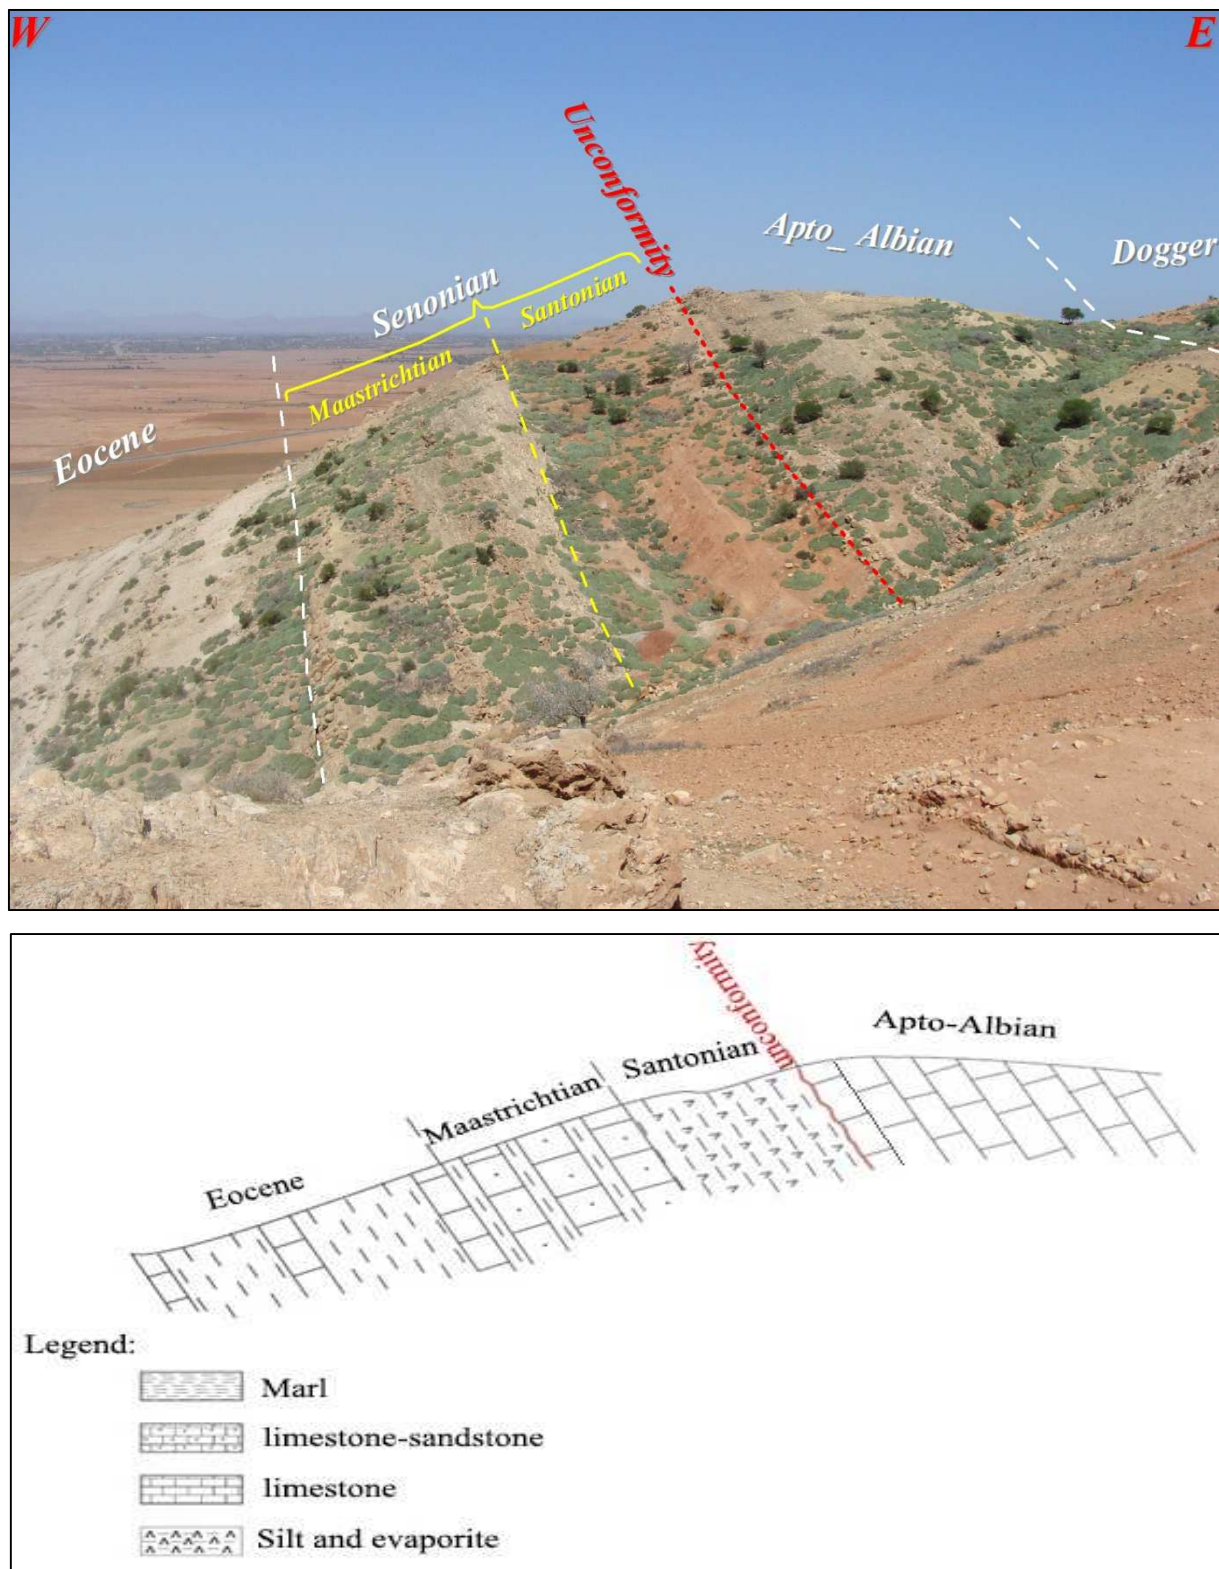 W
E
Unconformity
Apto_ Albian
Dogger
Senonian
Santonian
Maastrichtian
Eocene
unconformity
Apto-Albian
Santonian
Maastrichtian
Eocene
Legend:
Marl
limestone-sandstone
limestone
Silt and evaporite